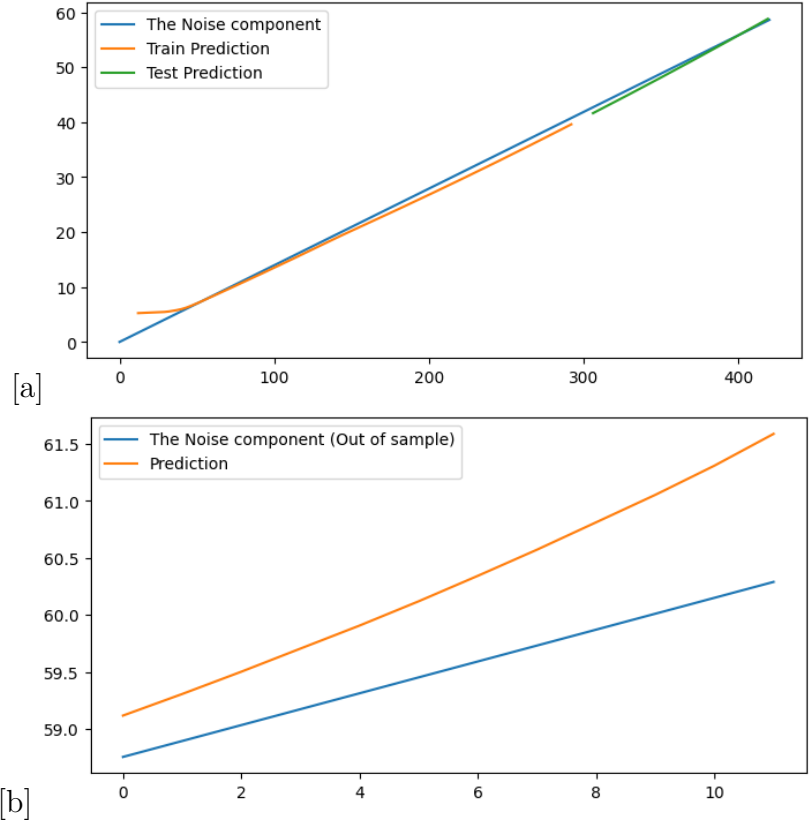 60
50
40
30
20
10
0
The Noise component
Train Prediction
Test Prediction
0 100 200 300 400
[a]
61.5
61.0
60.5
60.0
59.5
59.0
The Noise component (Out of sample)
Prediction
0 2 4 6 8 10
[b]